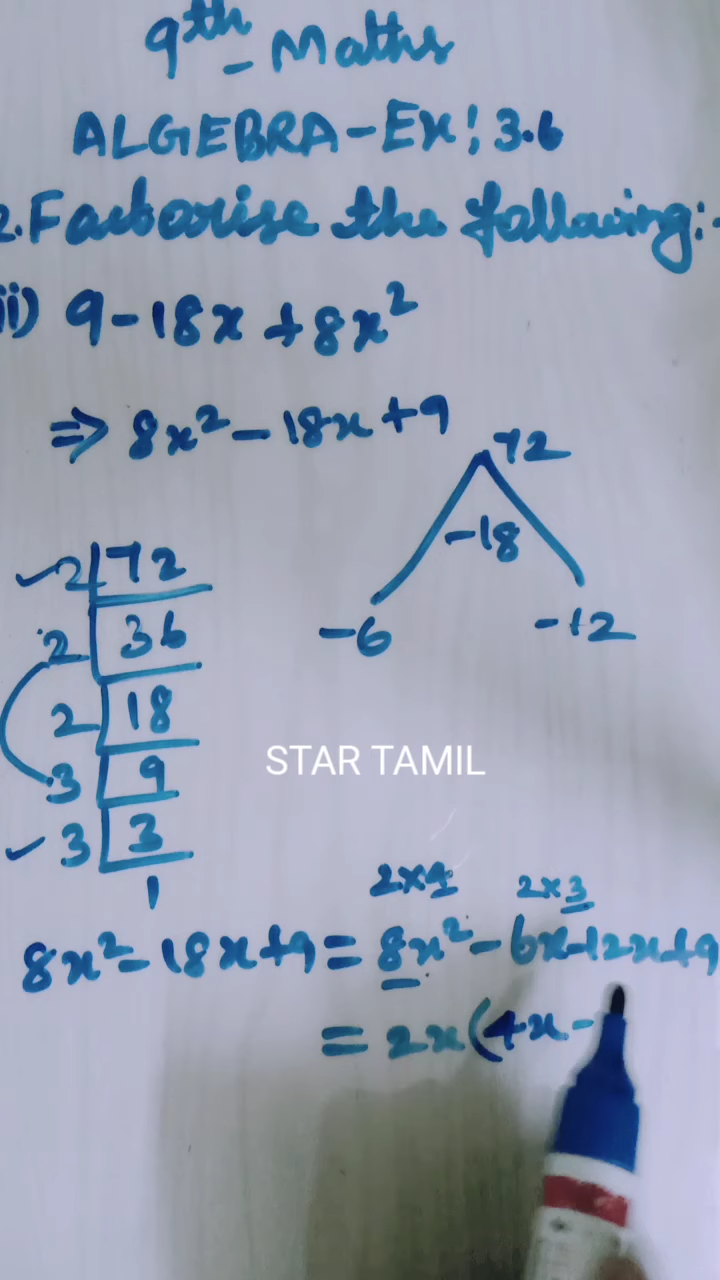 9th - Maths
ALGEBRA - Ex: 3.6
2. Factorise the following:-
ii) 9 - 18x + 8x²
⇒ 8x² - 18x + 9
72
-18
-6 -12
2 | 72
2 | 36
2 | 18
3 | 9
3 | 3
1
STAR TAMIL
2×4 2×3
8x² - 18x + 9 = 8x² - 6x - 12x + 9
= 2x(4x -